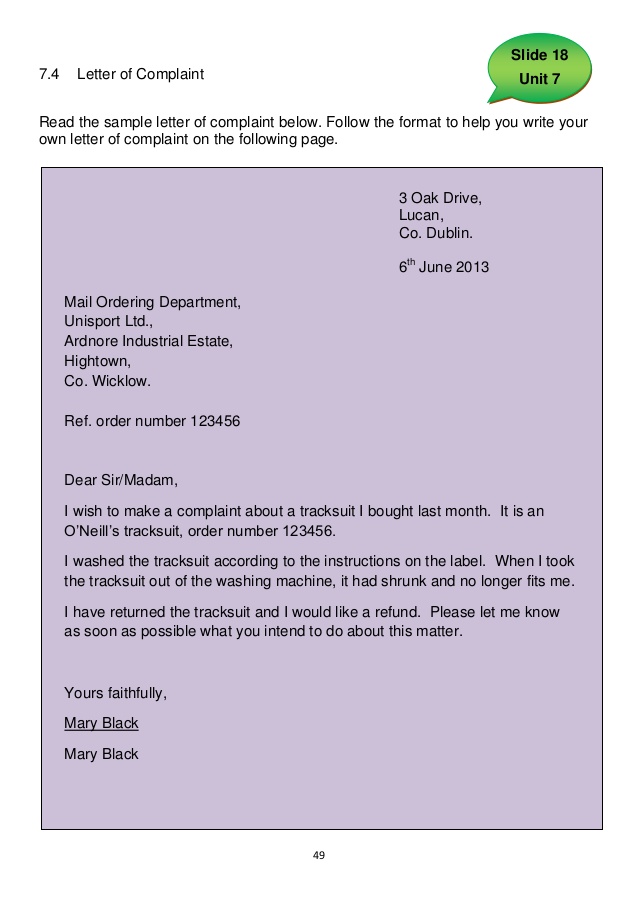 Slide 18
Unit 7
7.4 Letter of Complaint
Read the sample letter of complaint below. Follow the format to help you write your
own letter of complaint on the following page.
3 Oak Drive,
Lucan,
Co. Dublin.
6th June 2013
Mail Ordering Department,
Unisport Ltd.,
Ardnore Industrial Estate,
Hightown,
Co. Wicklow.
Ref. order number 123456
Dear Sir/Madam,
I wish to make a complaint about a tracksuit I bought last month. It is an
O’Neill’s tracksuit, order number 123456.
I washed the tracksuit according to the instructions on the label. When I took
the tracksuit out of the washing machine, it had shrunk and no longer fits me.
I have returned the tracksuit and I would like a refund. Please let me know
as soon as possible what you intend to do about this matter.
Yours faithfully,
Mary Black
Mary Black
49